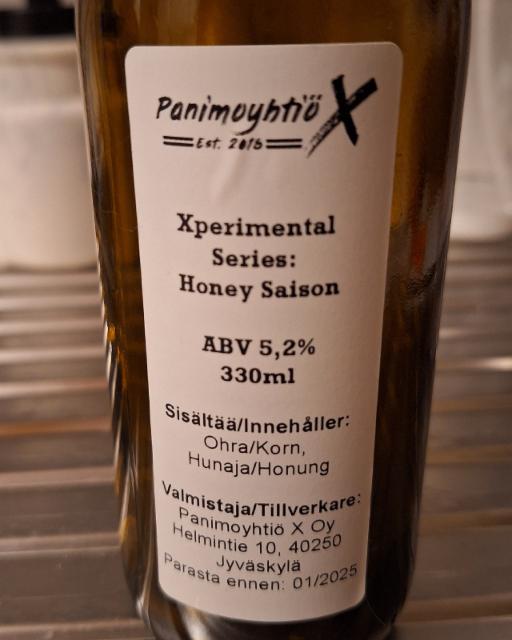 Panimoyhtiö X
Est. 2016
Xperimental
Series:
Honey Saison
ABV 5,2%
330ml
Sisältää/Innehåller:
Ohra/Korn,
Hunaja/Honung
Valmistaja/Tillverkare:
Panimoyhtiö X Oy
Helmintie 10, 40250
Jyväskylä
Parasta ennen: 01/2025